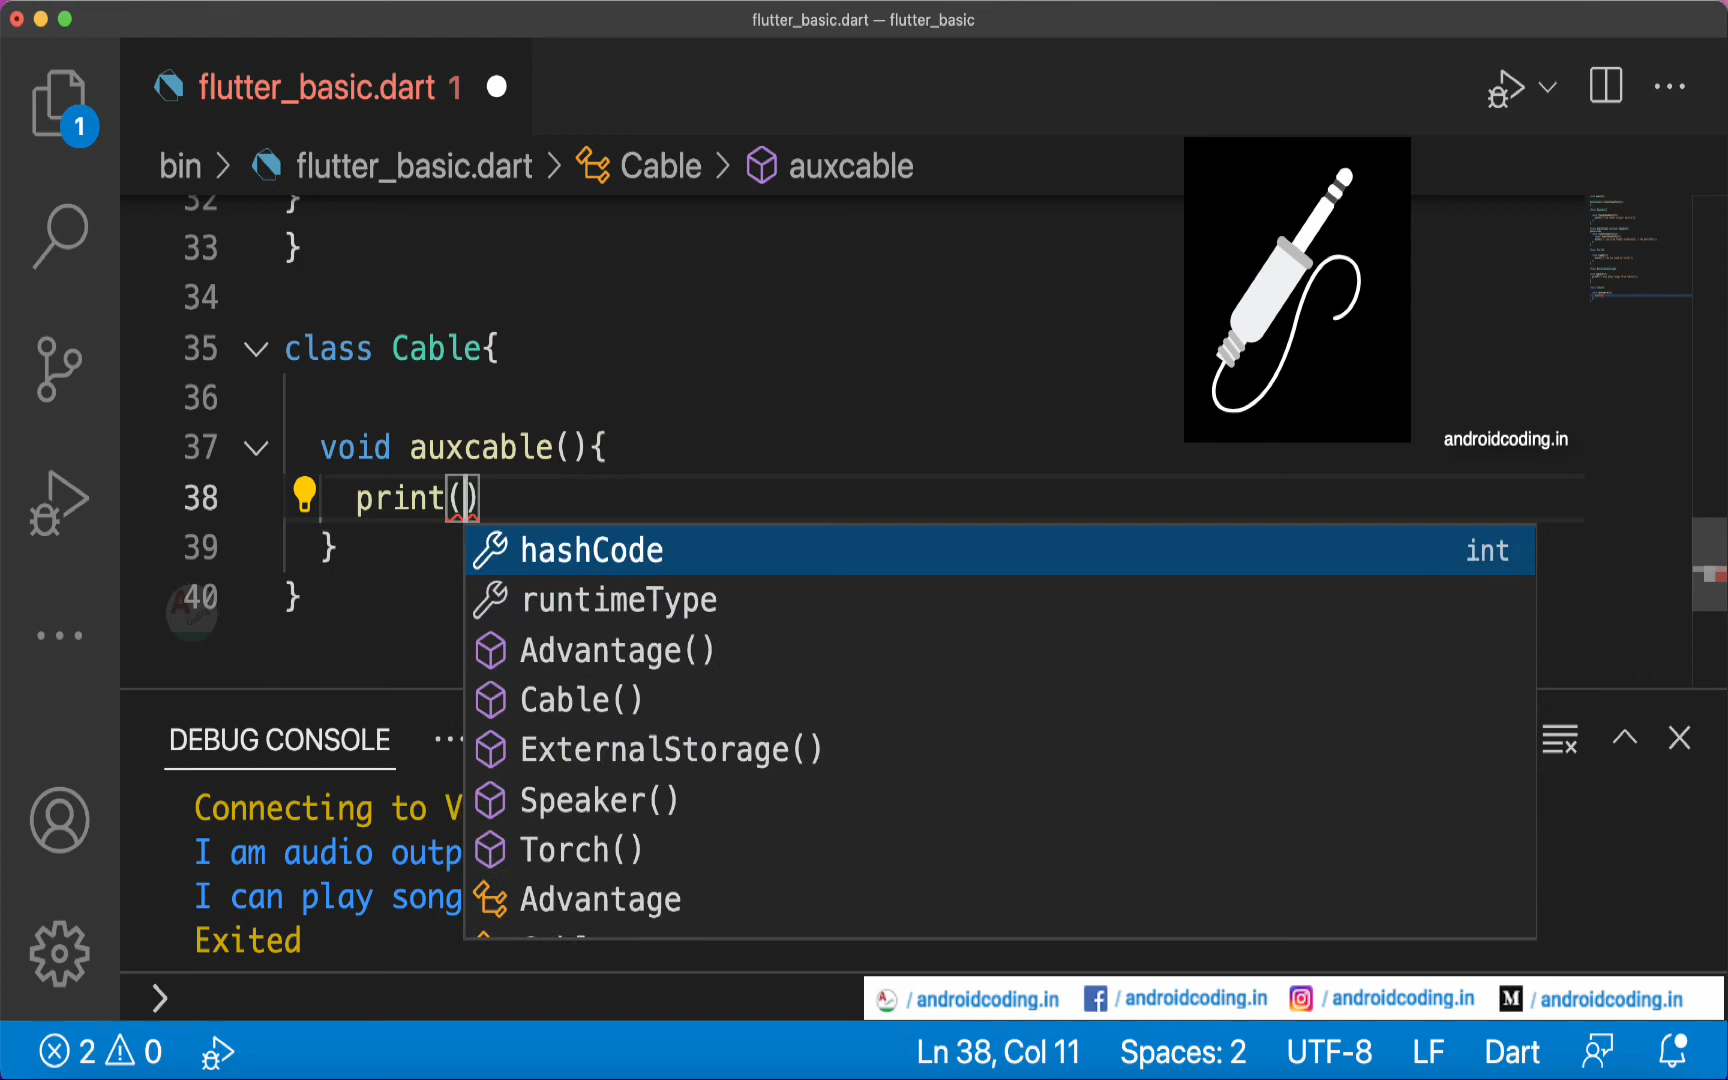 flutter_basic.dart — flutter_basic
flutter_basic.dart 1
1
bin > flutter_basic.dart > Cable > auxcable
32 }
33 }
34
35 class Cable{
36
37 void auxcable(){
38 print()
39 }
40 }
androidcoding.in
hashCode int
runtimeType
Advantage()
Cable()
ExternalStorage()
Speaker()
Torch()
Advantage
DEBUG CONSOLE ...
Connecting to V
I am audio outp
I can play song
Exited
>
/ androidcoding.in / androidcoding.in / androidcoding.in M / androidcoding.in
2 0 Ln 38, Col 11 Spaces: 2 UTF-8 LF Dart